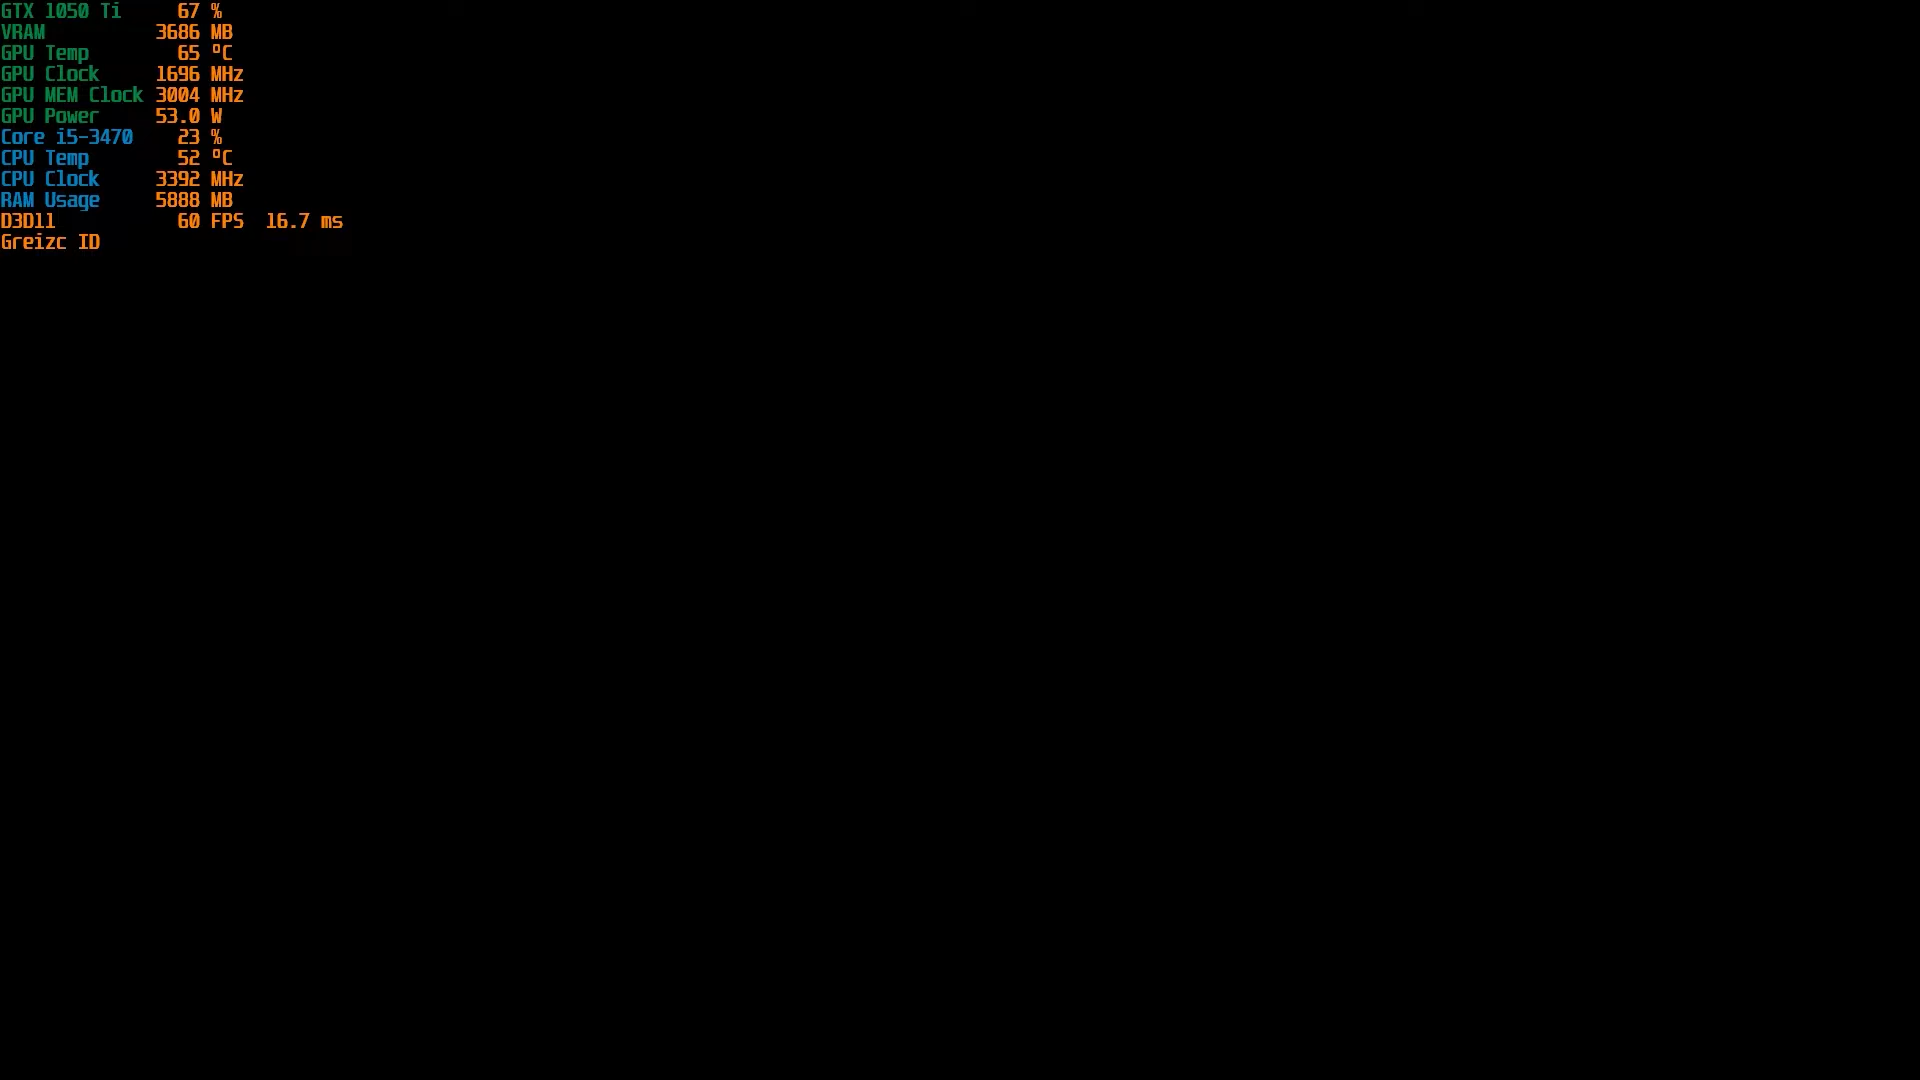 GTX 1050 Ti 67 %
VRAM 3686 MB
GPU Temp 65 °C
GPU Clock 1696 MHz
GPU MEM Clock 3004 MHz
GPU Power 53.0 W
Core i5-3470 23 %
CPU Temp 52 °C
CPU Clock 3392 MHz
RAM Usage 5888 MB
D3D11 60 FPS 16.7 ms
Greizc ID